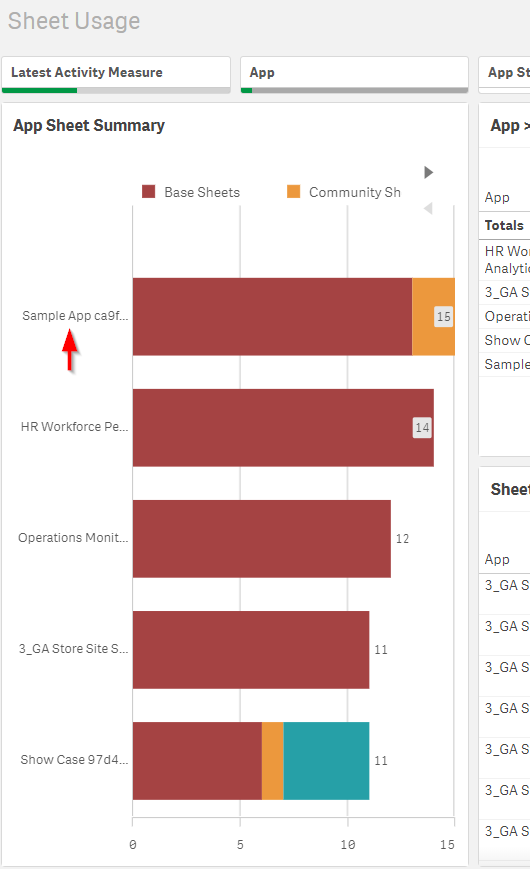 Sheet Usage
Latest Activity Measure
App
App St
App Sheet Summary
App >
Base Sheets
Community Sh
Sample App ca9f...
15
HR Workforce Pe...
14
Operations Monit...
12
3_GA Store Site S...
11
Show Case 97d4...
11
0
5
10
15
App
Totals
HR Wo
Analytic
3_GA S
Operati
Show C
Sample
Sheet
App
3_GA S
3_GA S
3_GA S
3_GA S
3_GA S
3_GA S
3_GA S